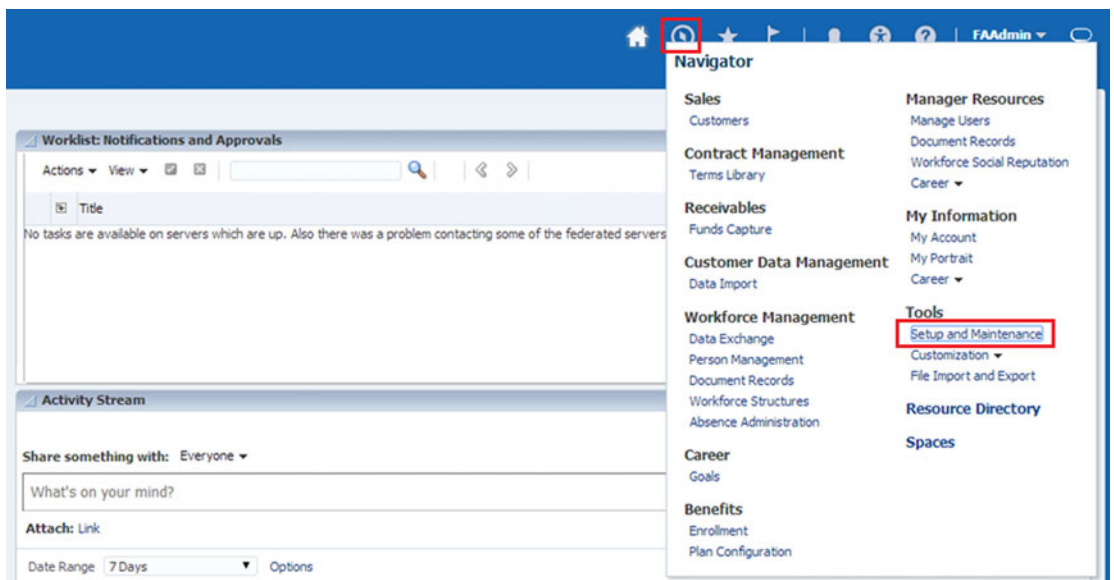 FAAdmin
Navigator
Sales
Customers
Contract Management
Terms Library
Receivables
Funds Capture
Customer Data Management
Data Import
Workforce Management
Data Exchange
Person Management
Document Records
Workforce Structures
Absence Administration
Career
Goals
Benefits
Enrollment
Plan Configuration
Manager Resources
Manage Users
Document Records
Workforce Social Reputation
Career
My Information
My Account
My Portrait
Career
Tools
Setup and Maintenance
Customization
File Import and Export
Resource Directory
Spaces
Worklist: Notifications and Approvals
Actions View
Title
No tasks are available on servers which are up. Also there was a problem contacting some of the federated servers
Activity Stream
Share something with: Everyone
What's on your mind?
Attach: Link
Date Range 7 Days Options